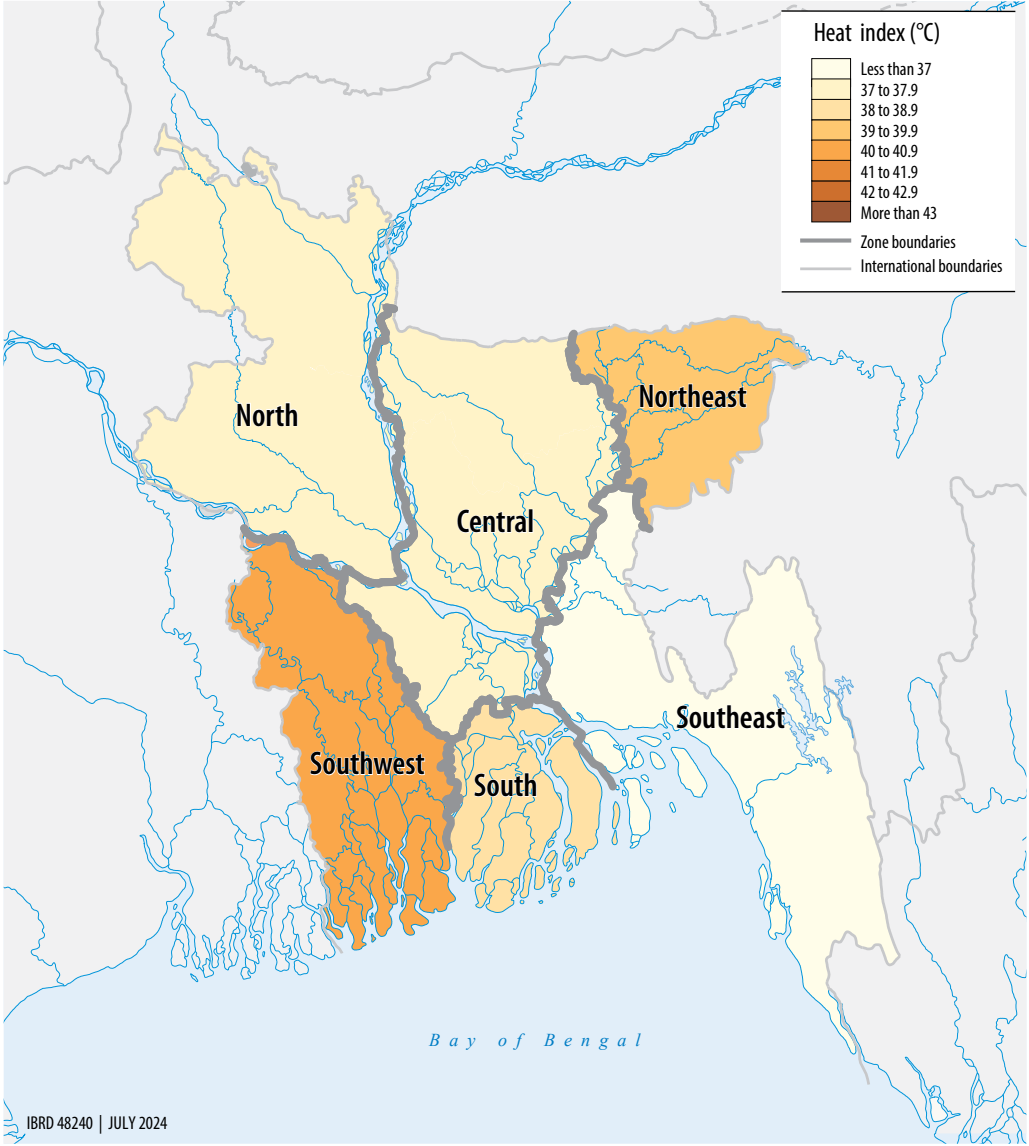 Heat index (°C)
Less than 37
37 to 37.9
38 to 38.9
39 to 39.9
40 to 40.9
41 to 41.9
42 to 42.9
More than 43
Zone boundaries
International boundaries
Northeast
North
Central
Southeast
Southwest
South
Bay of Bengal
IBRD 48240 | JULY 2024